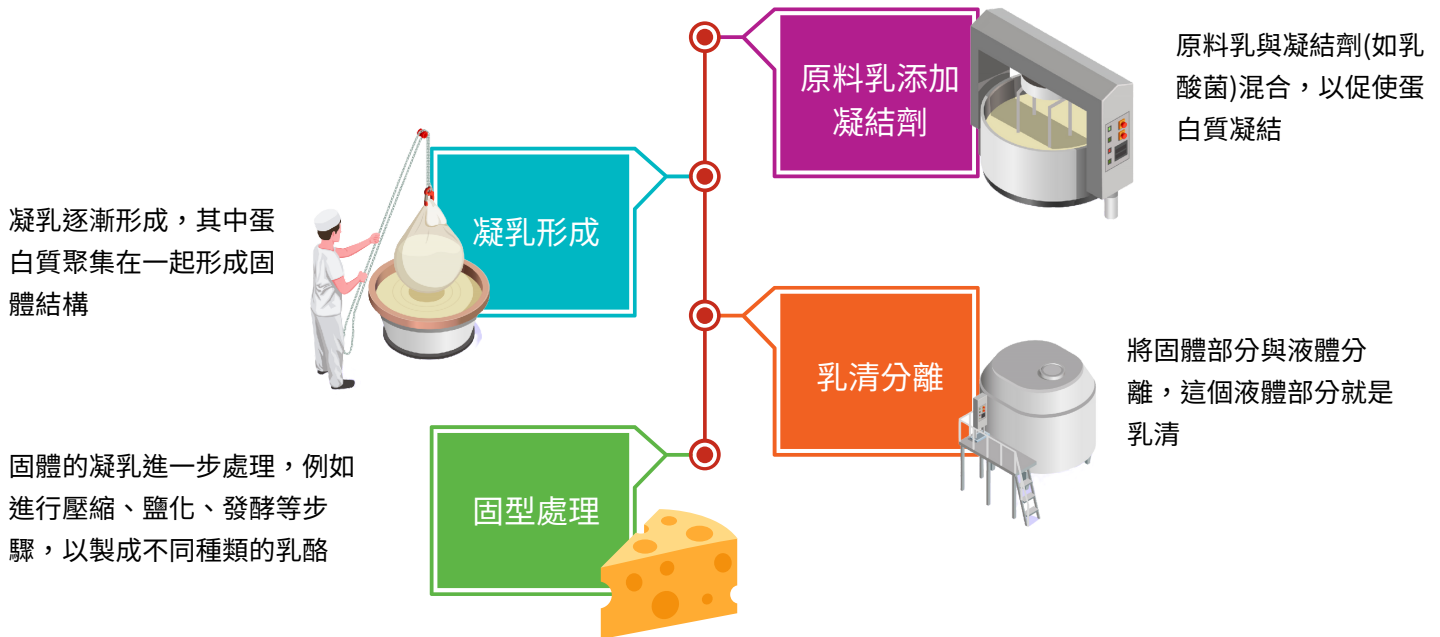 原料乳添加
凝結劑
原料乳與凝結劑(如乳
酸菌)混合，以促使蛋
白質凝結
凝乳形成
凝乳逐漸形成，其中蛋
白質聚集在一起形成固
體結構
乳清分離
將固體部分與液體分
離，這個液體部分就是
乳清
固型處理
固體的凝乳進一步處理，例如
進行壓縮、鹽化、發酵等步
驟，以製成不同種類的乳酪